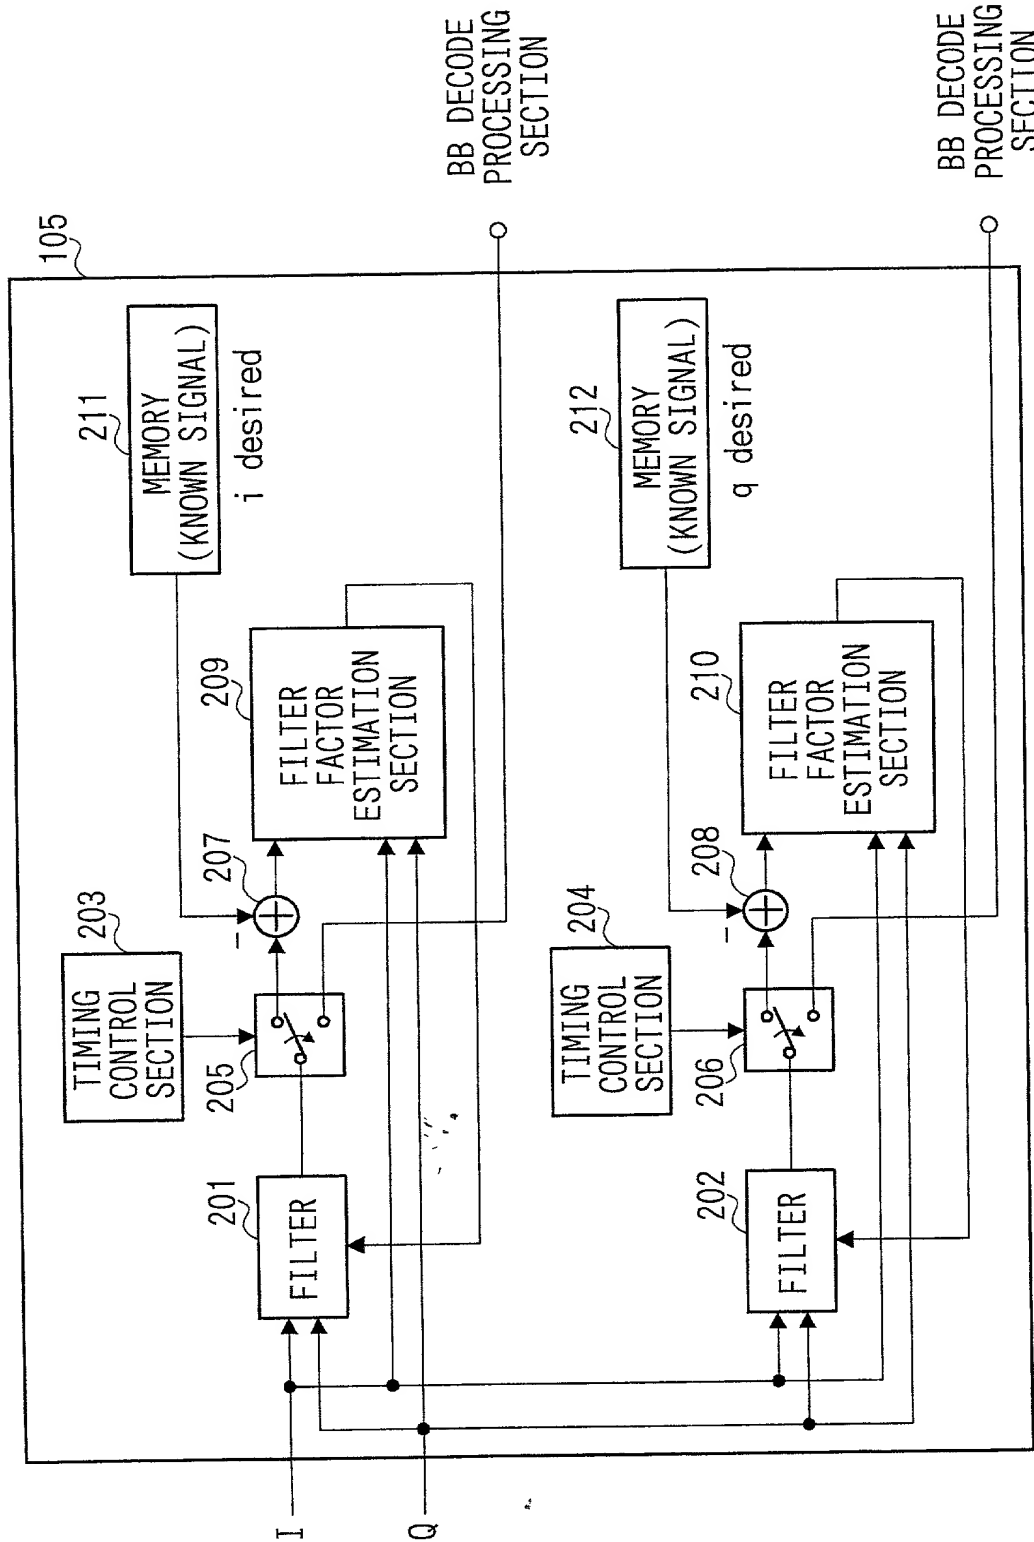 105
211
MEMORY
(KNOWN SIGNAL)
i desired
203
TIMING
CONTROL
SECTION
207
-
209
FILTER
FACTOR
ESTIMATION
SECTION
205
201
FILTER
I
Q
BB DECODE
PROCESSING
SECTION
212
MEMORY
(KNOWN SIGNAL)
q desired
204
TIMING
CONTROL
SECTION
208
-
210
FILTER
FACTOR
ESTIMATION
SECTION
206
202
FILTER
BB DECODE
PROCESSING
SECTION